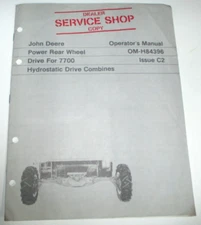 DEALER
SERVICE SHOP
COPY
John Deere Operator's Manual
Power Rear Wheel OM-H84396
Drive For 7700 Issue C2
Hydrostatic Drive Combines